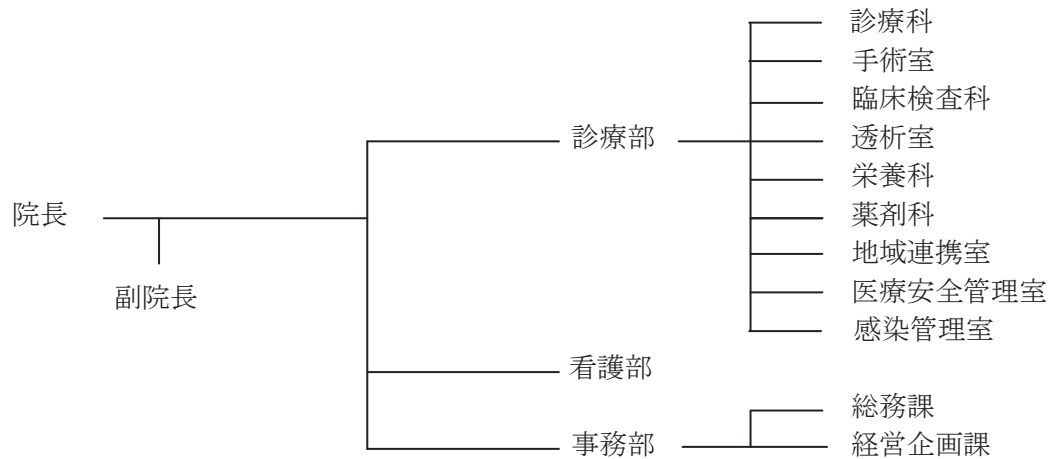 診療科
手術室
臨床検査科
診療部
透析室
栄養科
院長
薬剤科
地域連携室
副院長
医療安全管理室
感染管理室
看護部
総務課
事務部
経営企画課